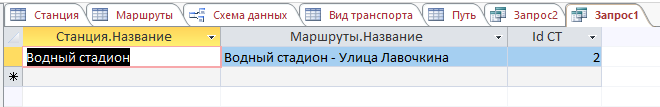 Станция Маршруты Схема данных Вид транспорта Путь Запрос2 Запрос1
Станция.Название Маршруты.Название Id СТ
Водный стадион Водный стадион - Улица Лавочкина 2